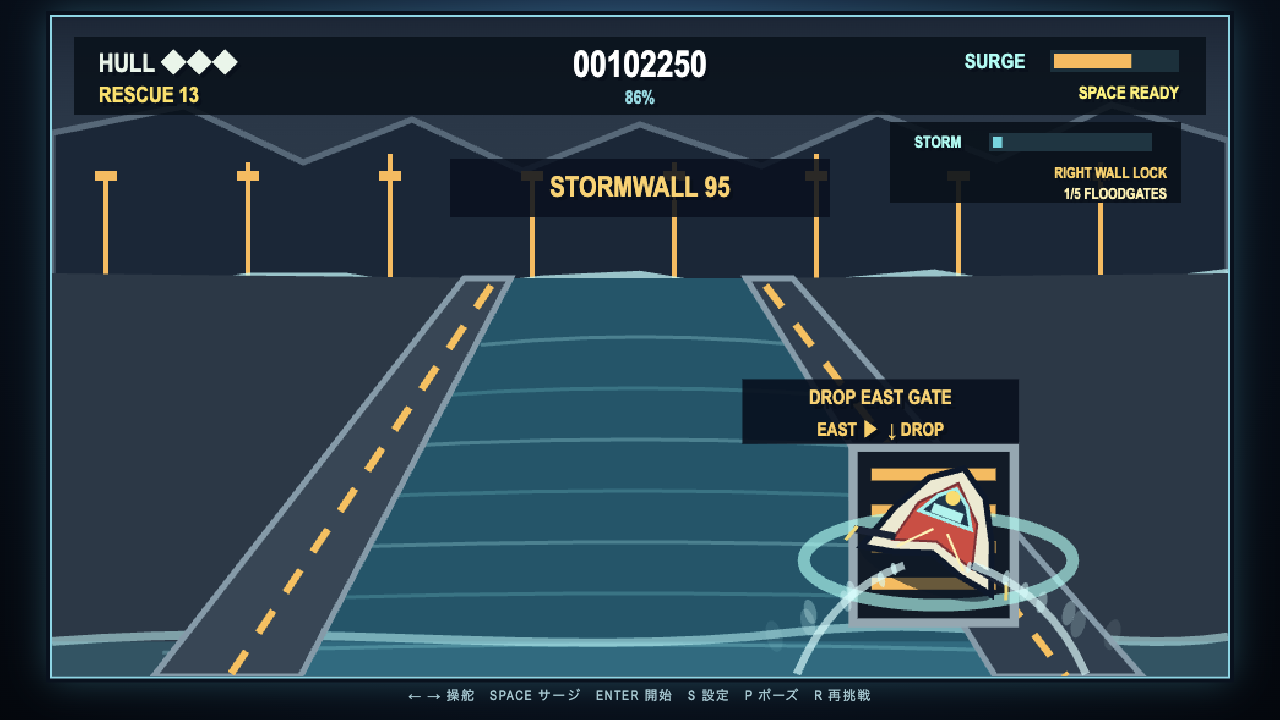 HULL
RESCUE 13
00102250
86%
SURGE
SPACE READY
STORM
RIGHT WALL LOCK
1/5 FLOODGATES
STORMWALL 95
DROP EAST GATE
EAST ▶ ↓ DROP
← → 操舵 SPACE サージ ENTER 開始 S 設定 P ポーズ R 再挑戦